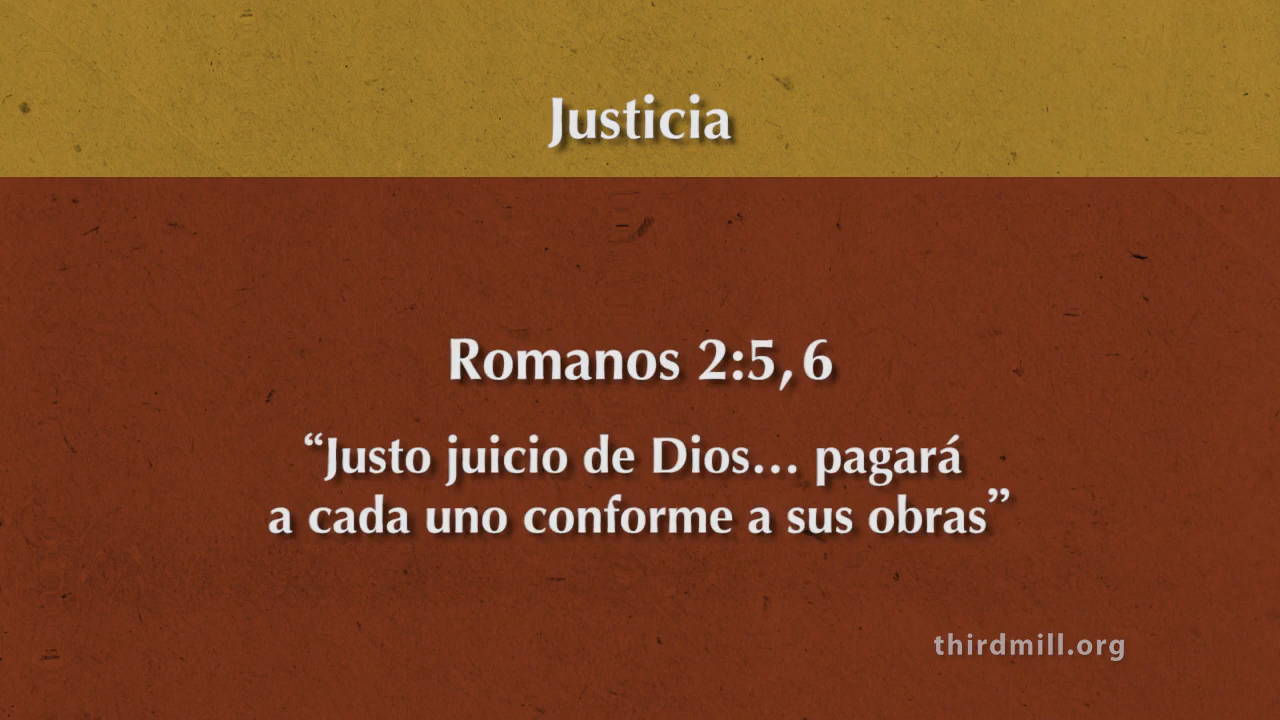 Justicia
Romanos 2:5, 6
“Justo juicio de Dios... pagará
a cada uno conforme a sus obras”
thirdmill.org